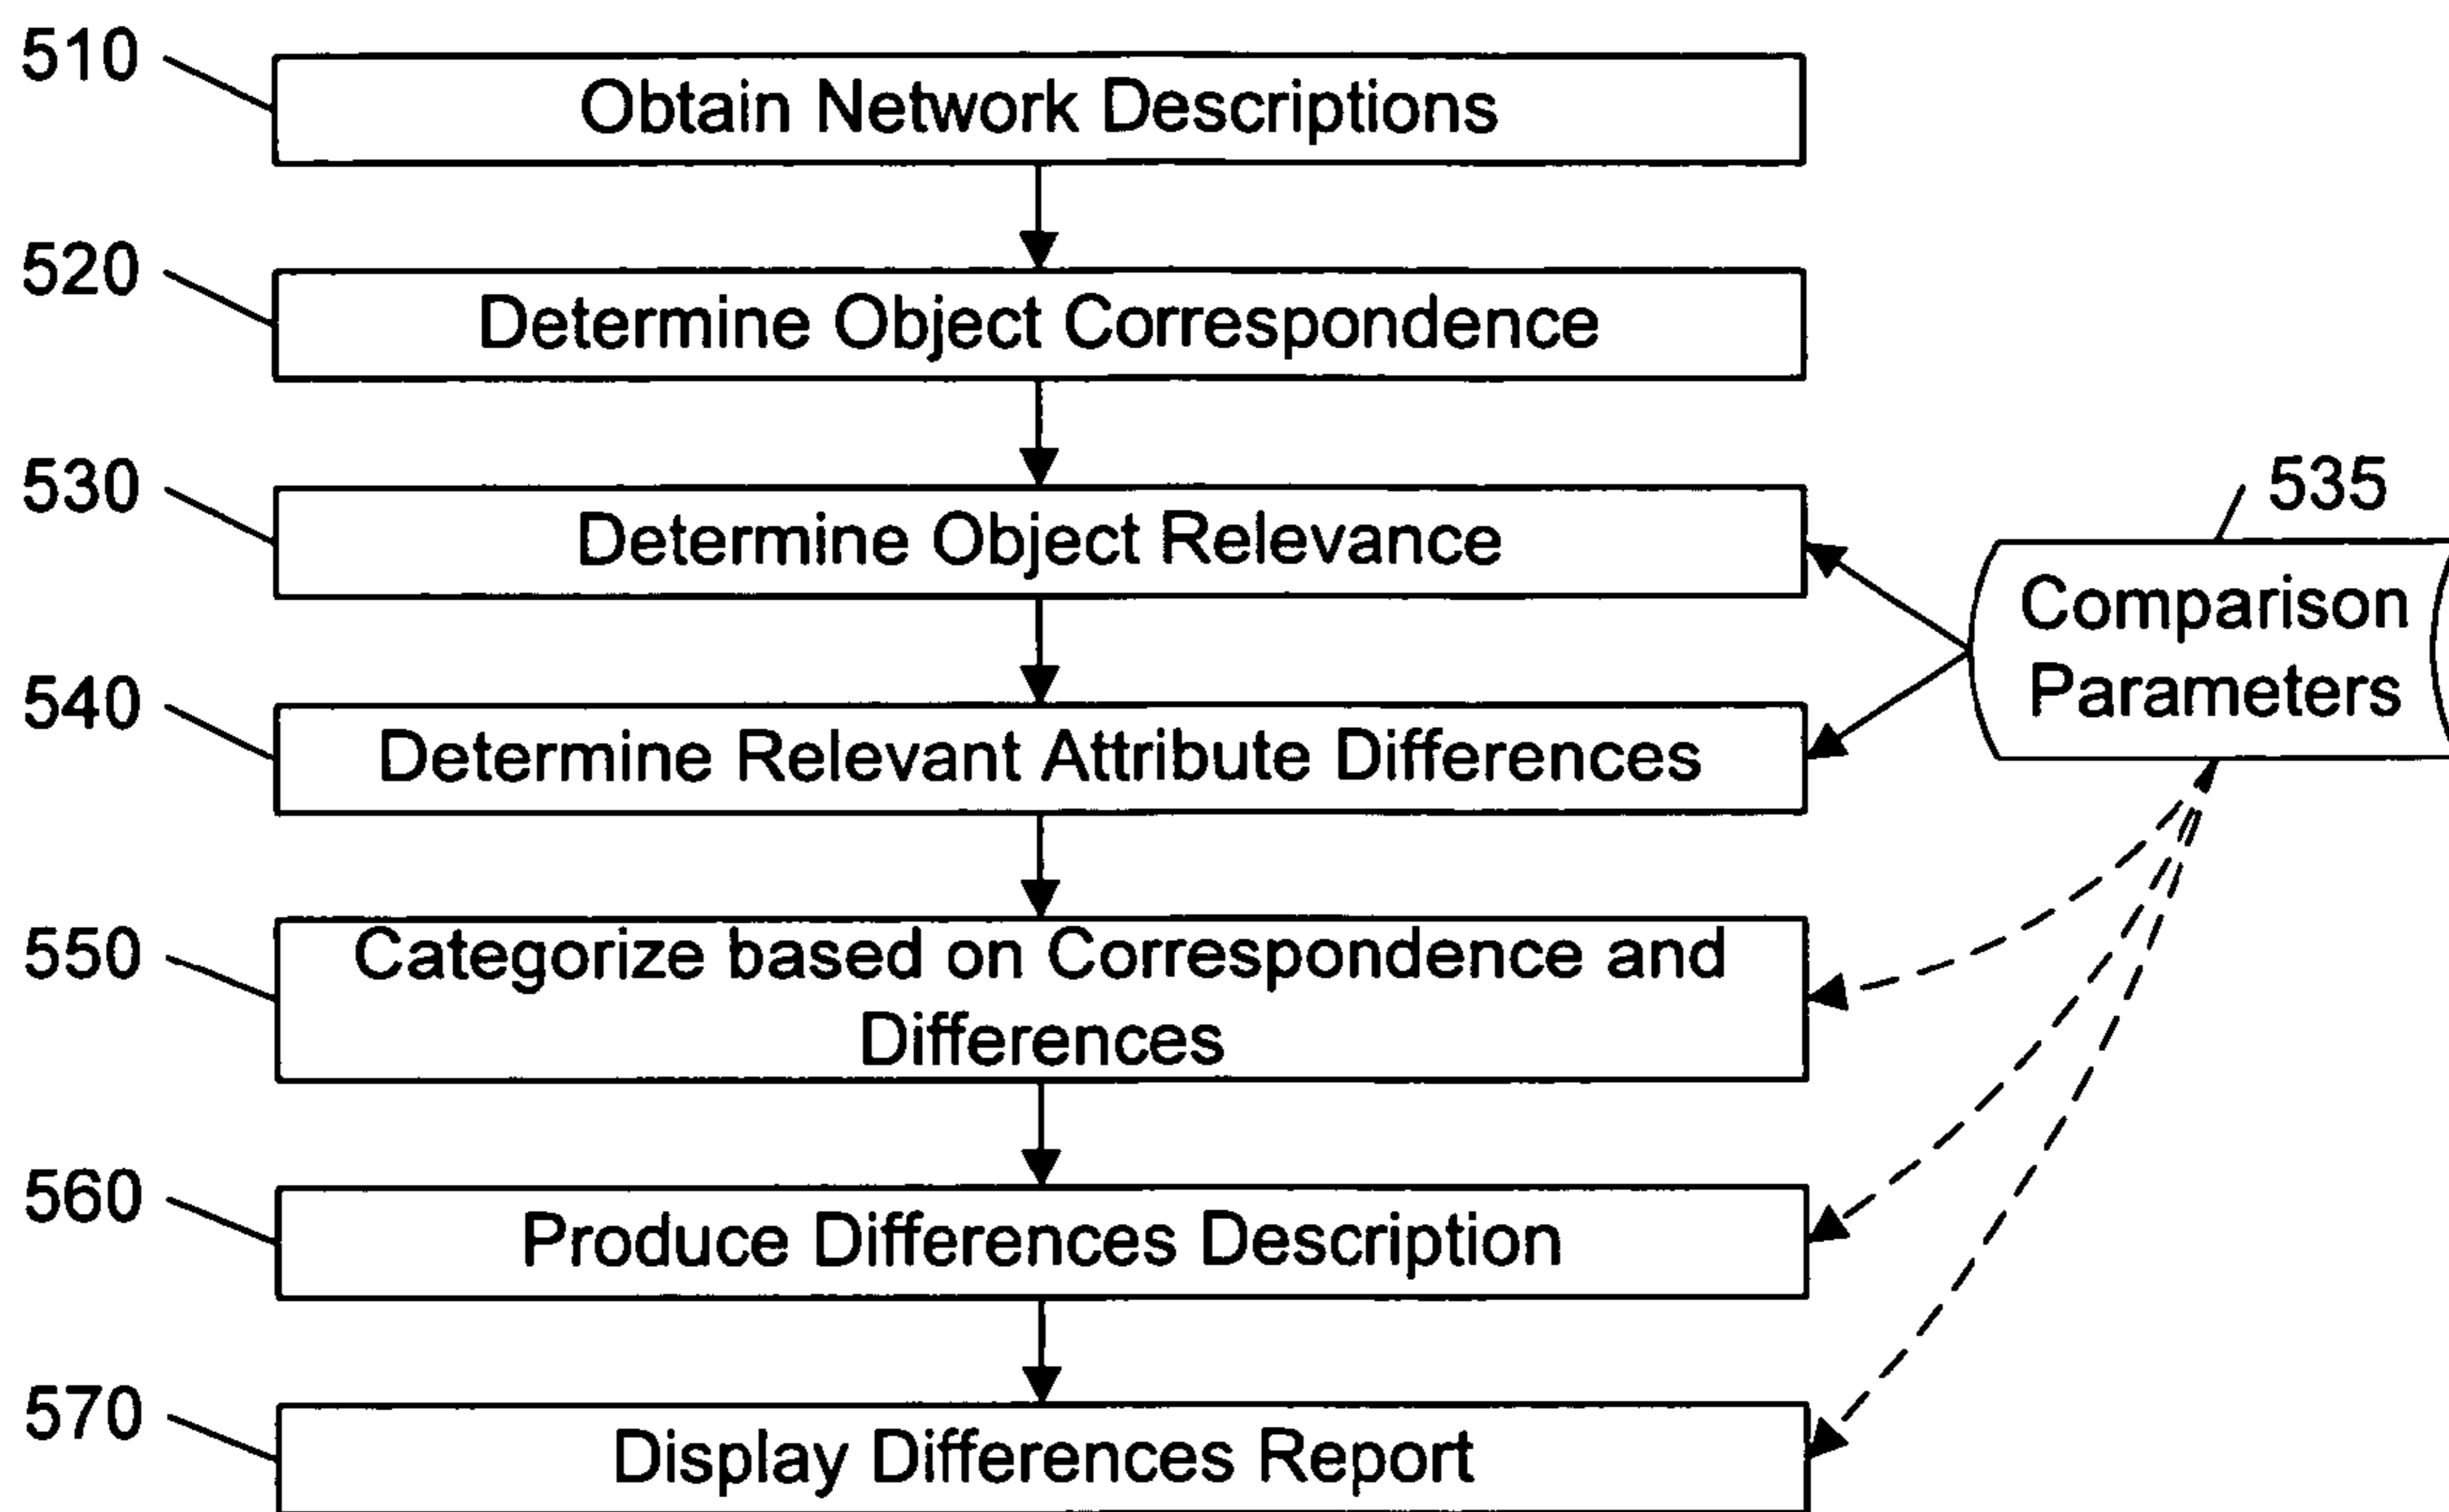 510
Obtain Network Descriptions
520
Determine Object Correspondence
530
Determine Object Relevance
535
Comparison
Parameters
540
Determine Relevant Attribute Differences
550
Categorize based on Correspondence and
Differences
560
Produce Differences Description
570
Display Differences Report